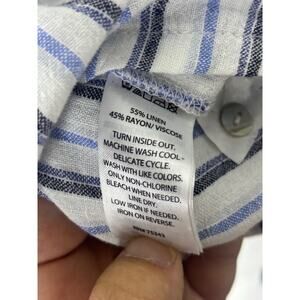 55% LINEN
45% RAYON/ VISCOSE
TURN INSIDE OUT.
MACHINE WASH COOL -
DELICATE CYCLE.
WASH WITH LIKE COLORS.
ONLY NON-CHLORINE
BLEACH WHEN NEEDED.
LINE DRY.
LOW IRON IF NEEDED.
IRON ON REVERSE.